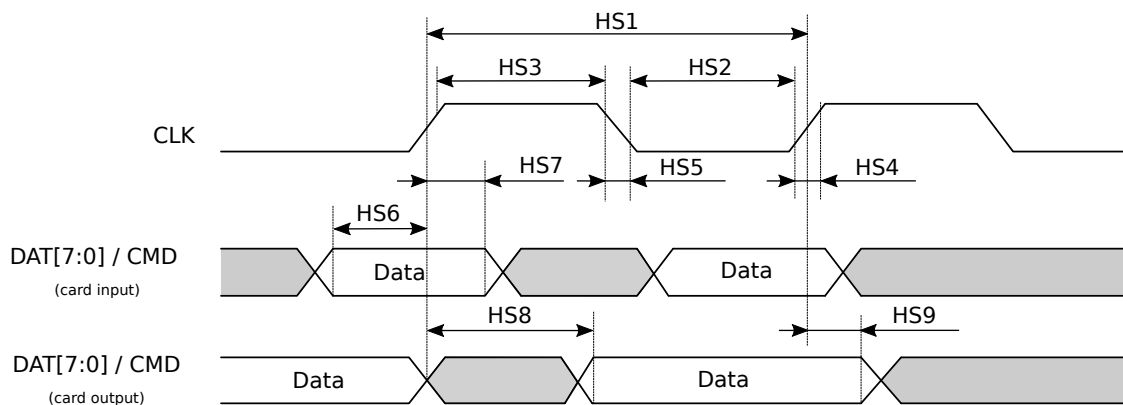 HS1
HS3
HS2
CLK
HS7
HS5
HS4
HS6
DAT[7:0] / CMD
(card input)
Data
Data
HS8
HS9
DAT[7:0] / CMD
(card output)
Data
Data